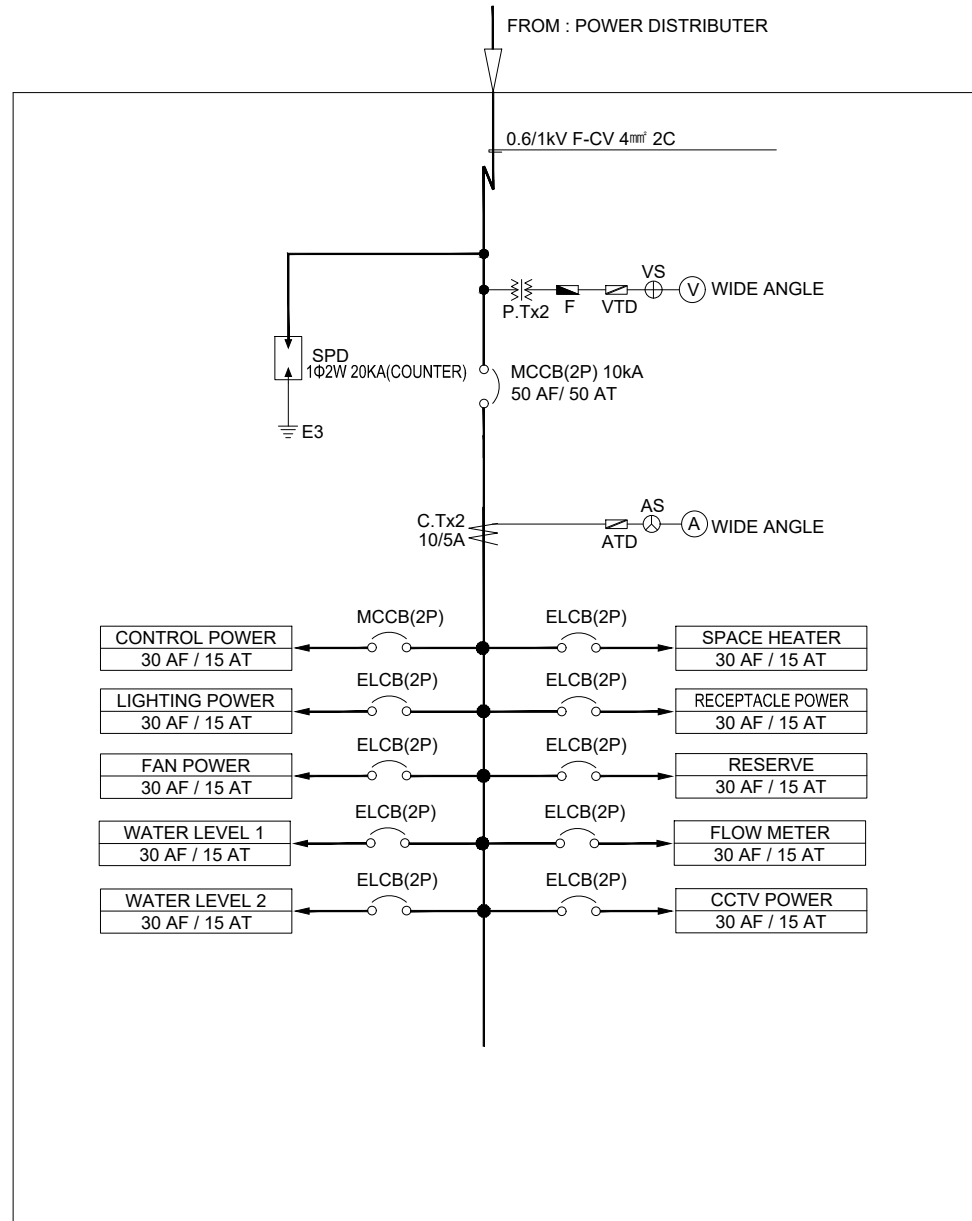 FROM : POWER DISTRIBUTER
0.6/1kV F-CV 4㎟ 2C
VS
V WIDE ANGLE
P.Tx2 F VTD
SPD
1Φ2W 20KA(COUNTER)
E3
MCCB(2P) 10kA
50 AF/ 50 AT
C.Tx2
10/5A
AS
A WIDE ANGLE
ATD
MCCB(2P) ELCB(2P)
CONTROL POWER SPACE HEATER
30 AF / 15 AT 30 AF / 15 AT
ELCB(2P) ELCB(2P)
LIGHTING POWER RECEPTACLE POWER
30 AF / 15 AT 30 AF / 15 AT
ELCB(2P) ELCB(2P)
FAN POWER RESERVE
30 AF / 15 AT 30 AF / 15 AT
ELCB(2P) ELCB(2P)
WATER LEVEL 1 FLOW METER
30 AF / 15 AT 30 AF / 15 AT
ELCB(2P) ELCB(2P)
WATER LEVEL 2 CCTV POWER
30 AF / 15 AT 30 AF / 15 AT